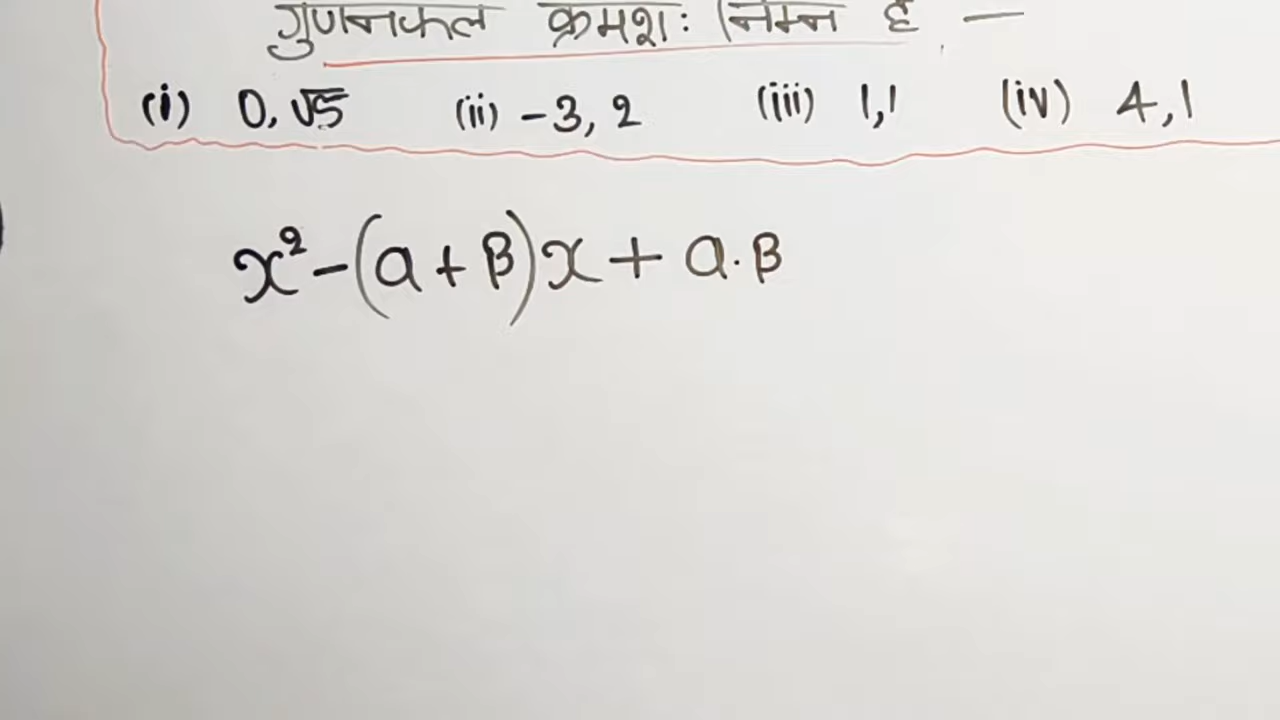 गुणनफल क्रमशः निम्न है —
(i) 0, √5 (ii) -3, 2 (iii) 1,1 (iv) 4,1
x² - (α + β)x + α.β